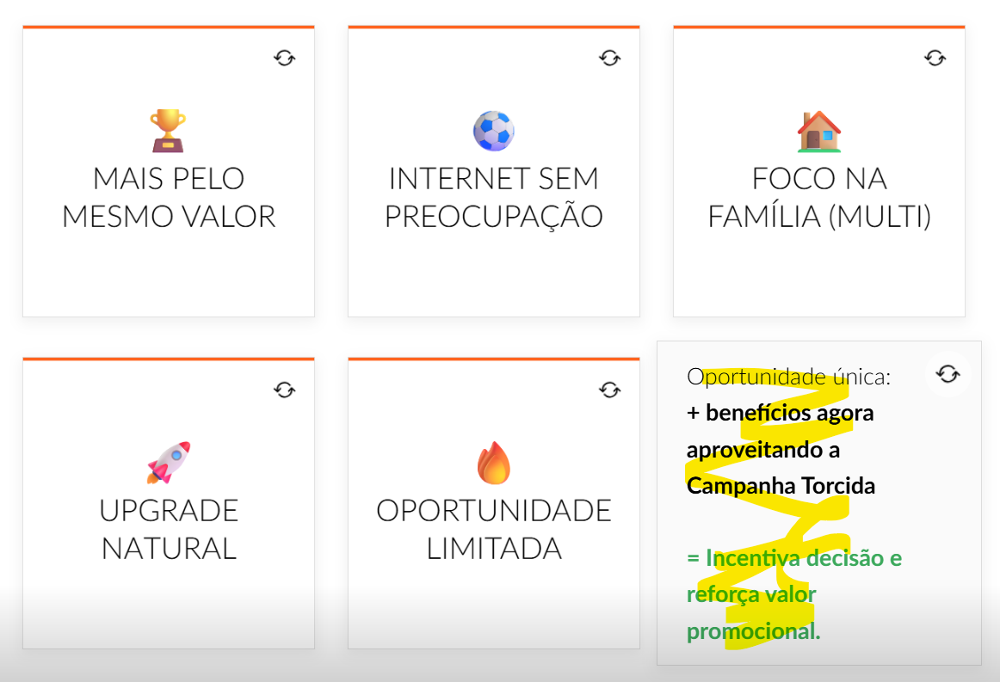 MAIS PELO
MESMO VALOR
INTERNET SEM
PREOCUPAÇÃO
FOCO NA
FAMÍLIA (MULTI)
UPGRADE
NATURAL
OPORTUNIDADE
LIMITADA
Oportunidade única:
+ benefícios agora
aproveitando a
Campanha Torcida
= Incentiva decisão e
reforça valor
promocional.